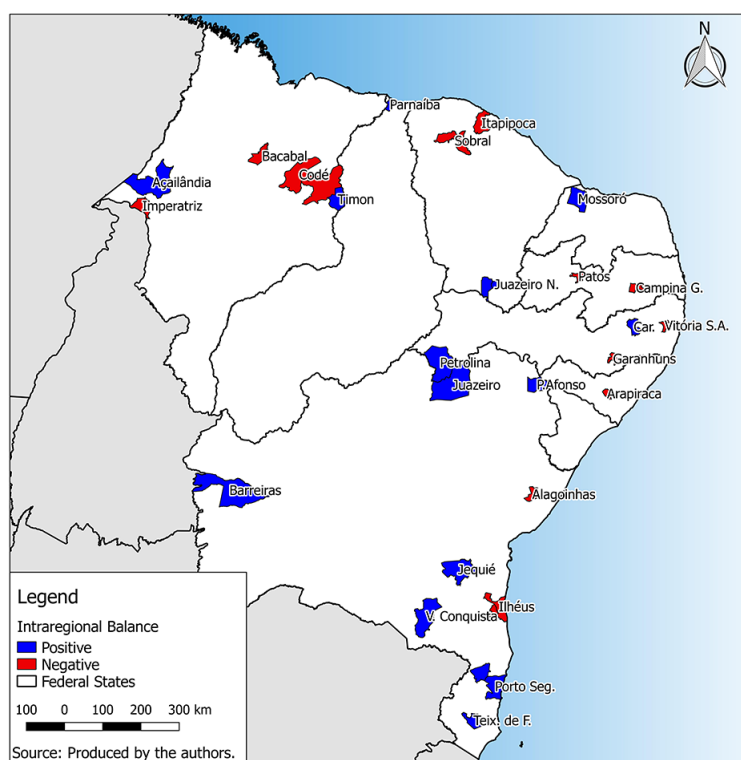 N
Parnaíba
Itapipoca
Sobral
Bacabal
Codé
Açailândia
Timon
Imperatriz
Mossoró
Patos
Juazeiro N.
Campina G.
Car.
Vitória S.A.
Garanhuns
Petrolina
Juazeiro
P.Afonso
Arapiraca
Barreiras
Alagoinhas
Jequié
Ilhéus
V. Conquista
Porto Seg.
Teix. de F.
Legend
Intraregional Balance
Positive
Negative
Federal States
100 0 100 200 300 km
Source: Produced by the authors.